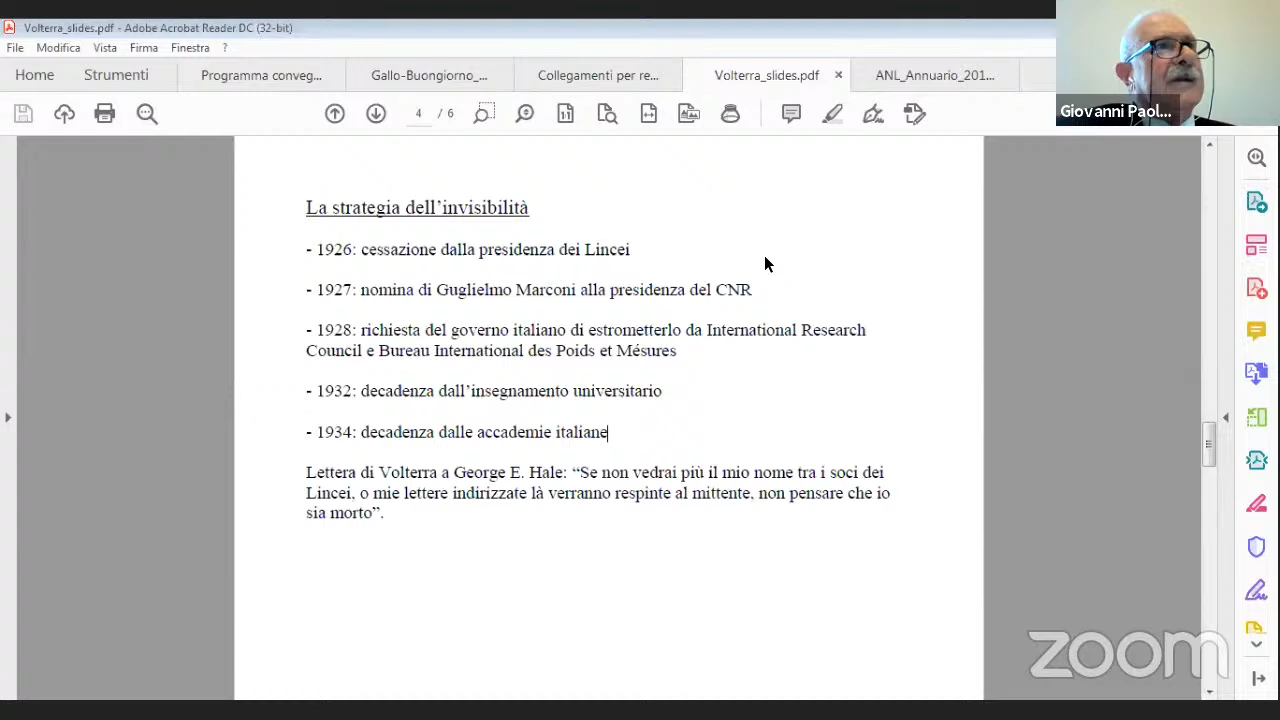 Volterra_slides.pdf - Adobe Acrobat Reader DC (32-bit)
File Modifica Vista Firma Finestra ?
Home Strumenti Programma conveg... Gallo-Buongiorno_... Collegamenti per re... Volterra_slides.pdf × ANL_Annuario_201...
4 / 6
Giovanni Paol...
La strategia dell’invisibilità
- 1926: cessazione dalla presidenza dei Lincei
- 1927: nomina di Guglielmo Marconi alla presidenza del CNR
- 1928: richiesta del governo italiano di estrometterlo da International Research
Council e Bureau International des Poids et Mésures
- 1932: decadenza dall’insegnamento universitario
- 1934: decadenza dalle accademie italiane
Lettera di Volterra a George E. Hale: “Se non vedrai più il mio nome tra i soci dei
Lincei, o mie lettere indirizzate là verranno respinte al mittente, non pensare che io
sia morto”.
zoom